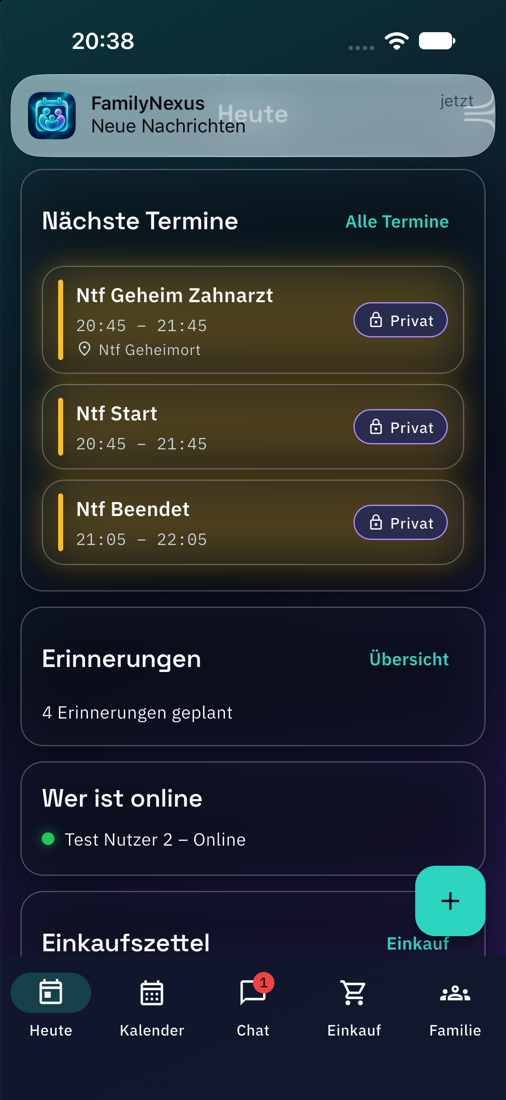 20:38
FamilyNexus
jetzt
Neue Nachrichten
Heute
Nächste Termine
Alle Termine
Ntf Geheim Zahnarzt
20:45 – 21:45
Ntf Geheimort
Privat
Ntf Start
20:45 – 21:45
Privat
Ntf Beendet
21:05 – 22:05
Privat
Erinnerungen
Übersicht
4 Erinnerungen geplant
Wer ist online
Test Nutzer 2 – Online
+
Einkaufszettel
Einkauf
1
Heute
Kalender
Chat
Einkauf
Familie